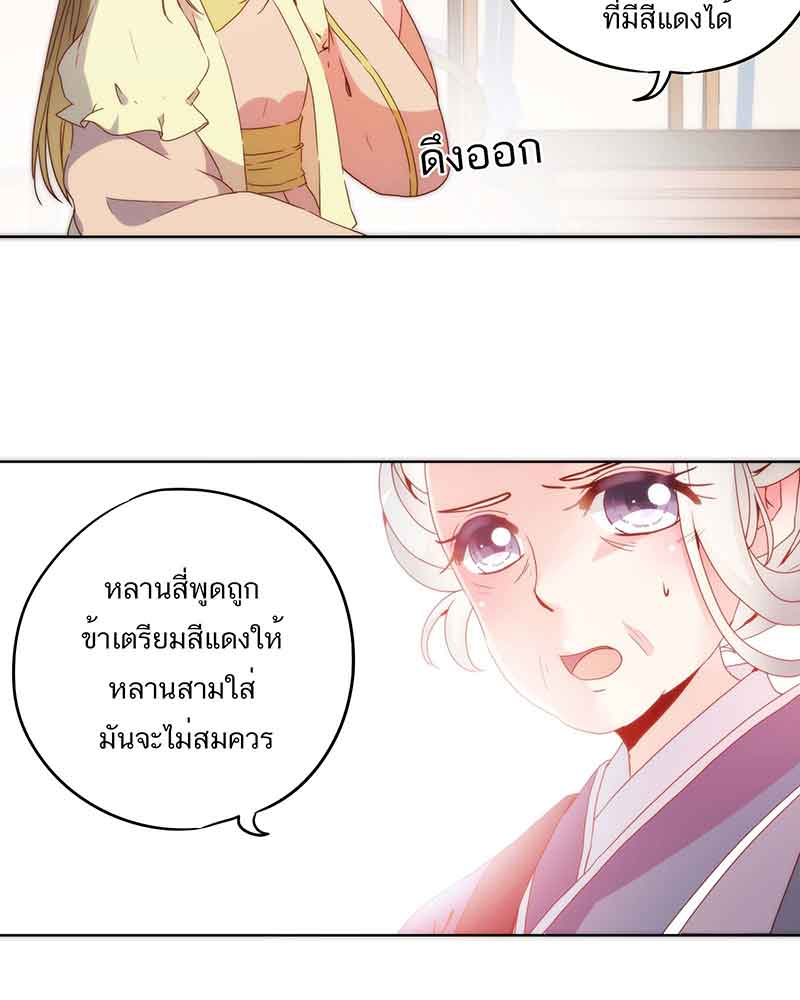 ที่มีสีแดงได้
ดึงออก
หลานสี่พูดถูก
ข้าเตรียมสีแดงให้
หลานสามใส่
มันจะไม่สมควร